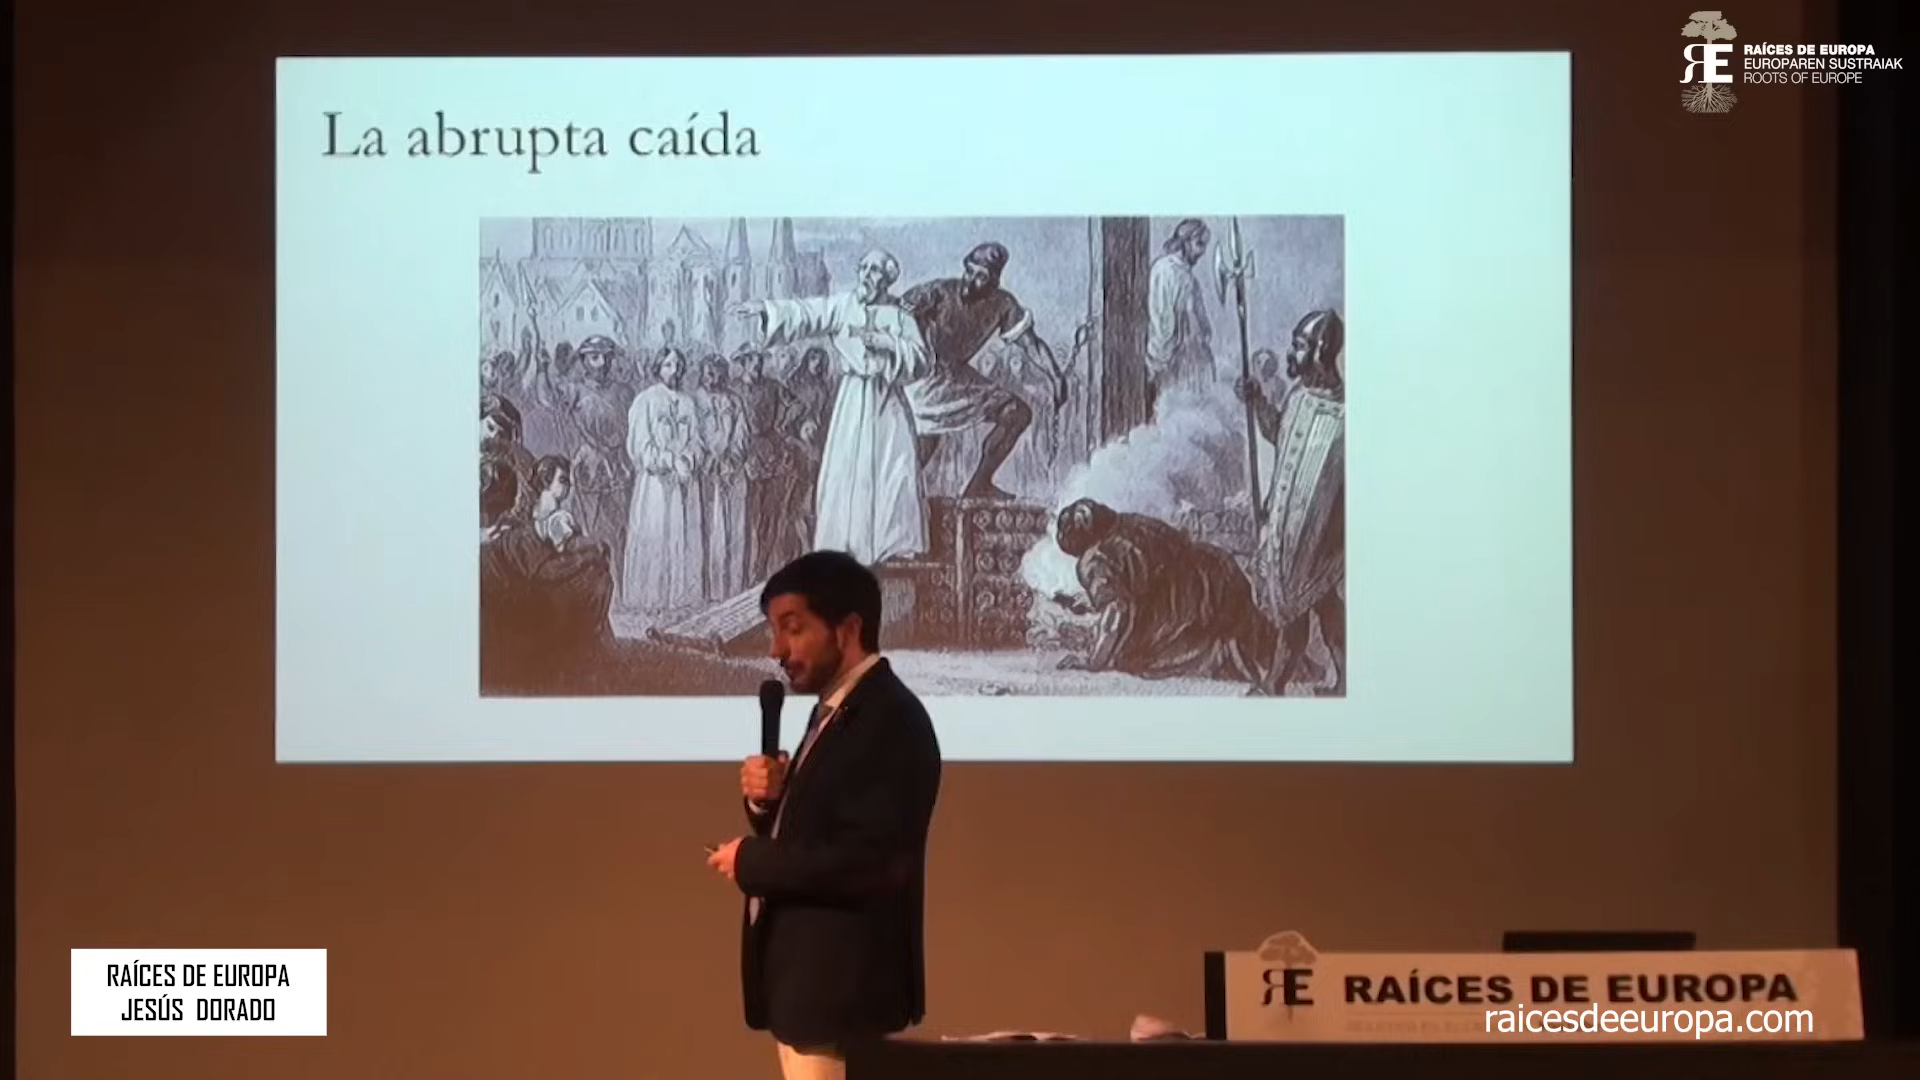 RAÍCES DE EUROPA
EUROPAREN SUSTRAIAK
ROOTS OF EUROPE
La abrupta caída
RAÍCES DE EUROPA
JESÚS DORADO
RE RAÍCES DE EUROPA
raicesdeeuropa.com